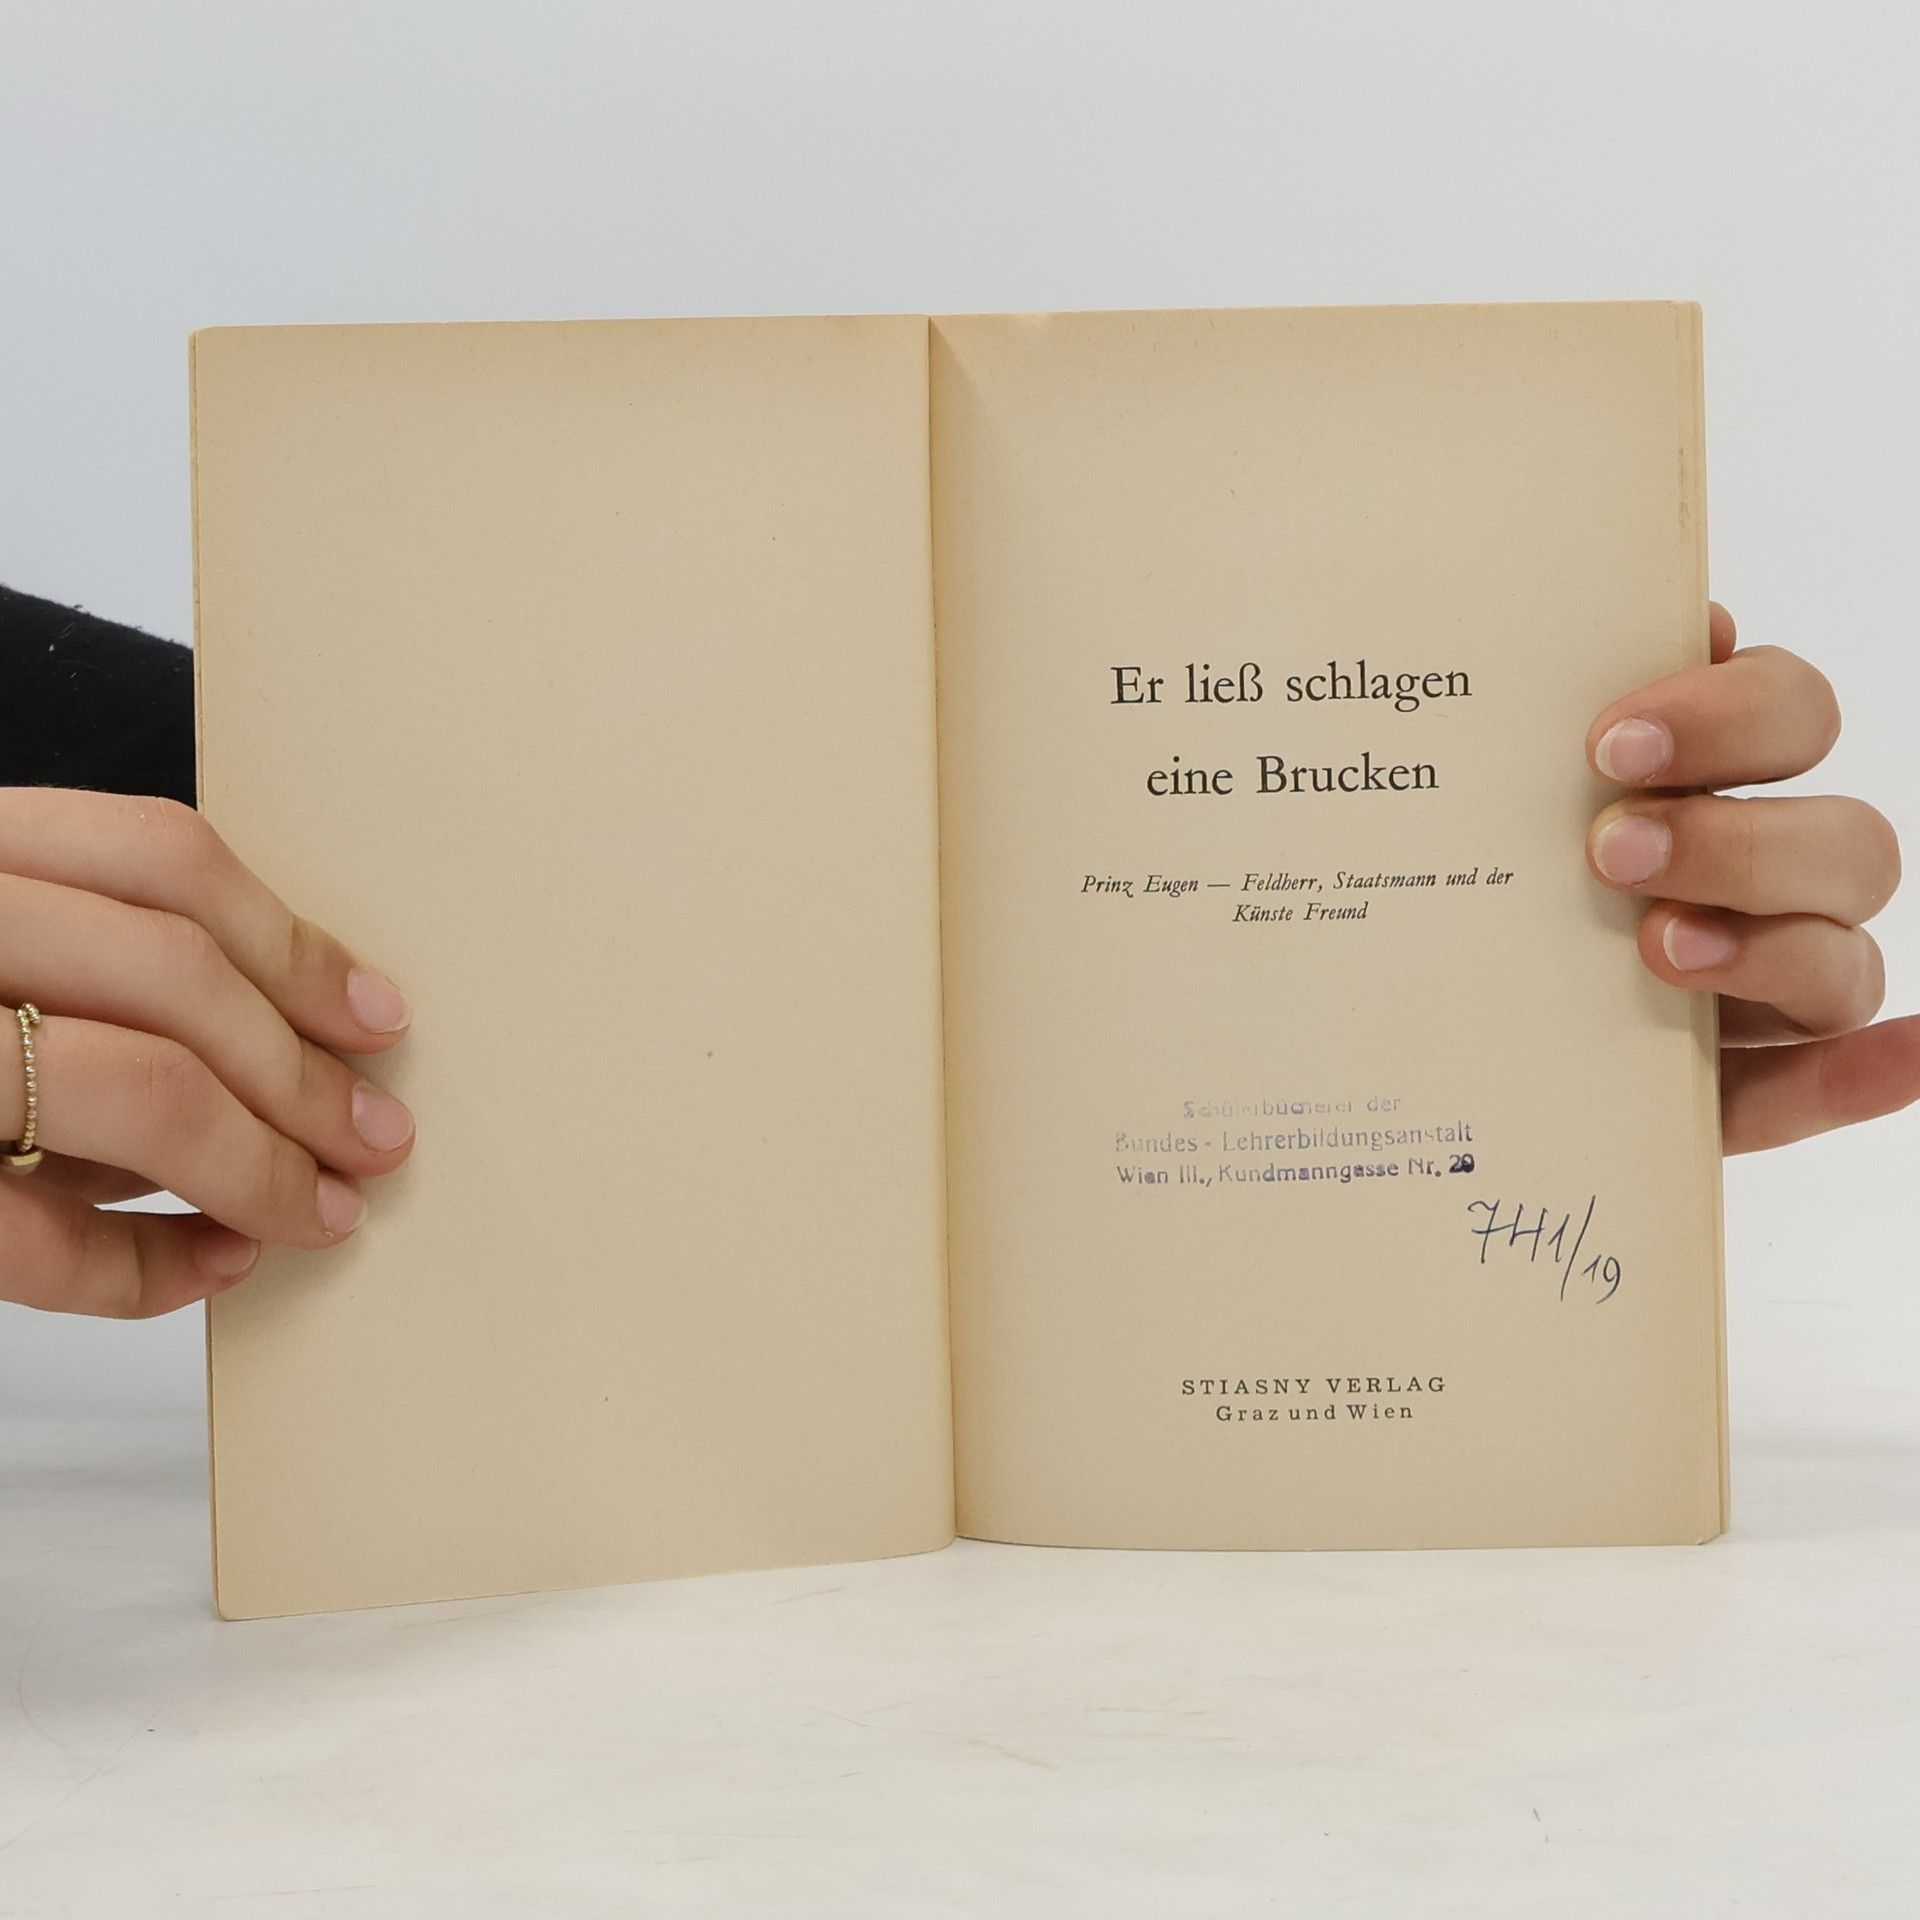 Er ließ schlagen
eine Brucken
Prinz Eugen — Feldherr, Staatsmann und der
Künste Freund
Schülerbücherei der
Bundes - Lehrerbildungsanstalt
Wien III., Kundmanngasse Nr. 20
741/19
STIASNY VERLAG
Graz und Wien